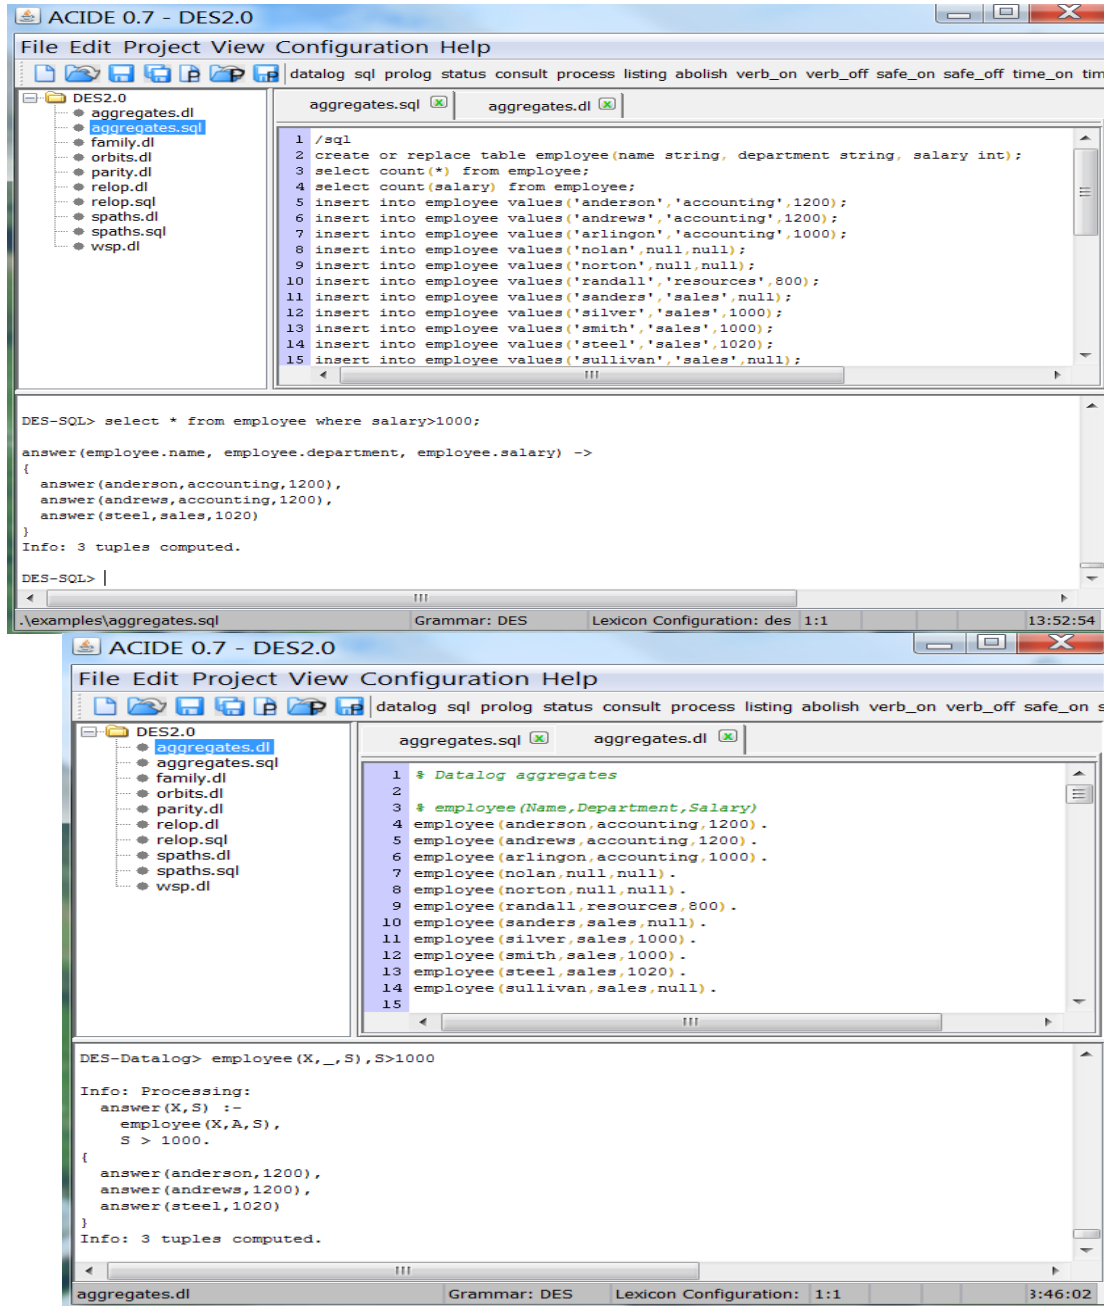 ACIDE 0.7 - DES2.0
File Edit Project View Configuration Help
datalog sql prolog status consult process listing abolish verb_on verb_off safe_on safe_off time_on tim
DES2.0
aggregates.dl
aggregates.sql
family.dl
orbits.dl
parity.dl
relop.dl
relop.sql
spaths.dl
spaths.sql
wsp.dl
aggregates.sql aggregates.dl
1 /sql
2 create or replace table employee(name string, department string, salary int);
3 select count(*) from employee;
4 select count(salary) from employee;
5 insert into employee values('anderson','accounting',1200);
6 insert into employee values('andrews','accounting',1200);
7 insert into employee values('arlingon','accounting',1000);
8 insert into employee values('nolan',null,null);
9 insert into employee values('norton',null,null);
10 insert into employee values('randall','resources',800);
11 insert into employee values('sanders','sales',null);
12 insert into employee values('silver','sales',1000);
13 insert into employee values('smith','sales',1000);
14 insert into employee values('steel','sales',1020);
15 insert into employee values('sullivan','sales',null);
DES-SQL> select * from employee where salary>1000;
answer(employee.name, employee.department, employee.salary) ->
{
answer(anderson,accounting,1200),
answer(andrews,accounting,1200),
answer(steel,sales,1020)
}
Info: 3 tuples computed.
DES-SQL>
.\examples\aggregates.sql Grammar: DES Lexicon Configuration: des 1:1 13:52:54
ACIDE 0.7 - DES2.0
File Edit Project View Configuration Help
datalog sql prolog status consult process listing abolish verb_on verb_off safe_on s
DES2.0
aggregates.dl
aggregates.sql
family.dl
orbits.dl
parity.dl
relop.dl
relop.sql
spaths.dl
spaths.sql
wsp.dl
aggregates.sql aggregates.dl
1 % Datalog aggregates
2
3 % employee(Name,Department,Salary)
4 employee(anderson,accounting,1200).
5 employee(andrews,accounting,1200).
6 employee(arlingon,accounting,1000).
7 employee(nolan,null,null).
8 employee(norton,null,null).
9 employee(randall,resources,800).
10 employee(sanders,sales,null).
11 employee(silver,sales,1000).
12 employee(smith,sales,1000).
13 employee(steel,sales,1020).
14 employee(sullivan,sales,null).
15
DES-Datalog> employee(X,_,S),S>1000
Info: Processing:
answer(X,S) :-
employee(X,A,S),
S > 1000.
{
answer(anderson,1200),
answer(andrews,1200),
answer(steel,1020)
}
Info: 3 tuples computed.
aggregates.dl Grammar: DES Lexicon Configuration: 1:1 3:46:02